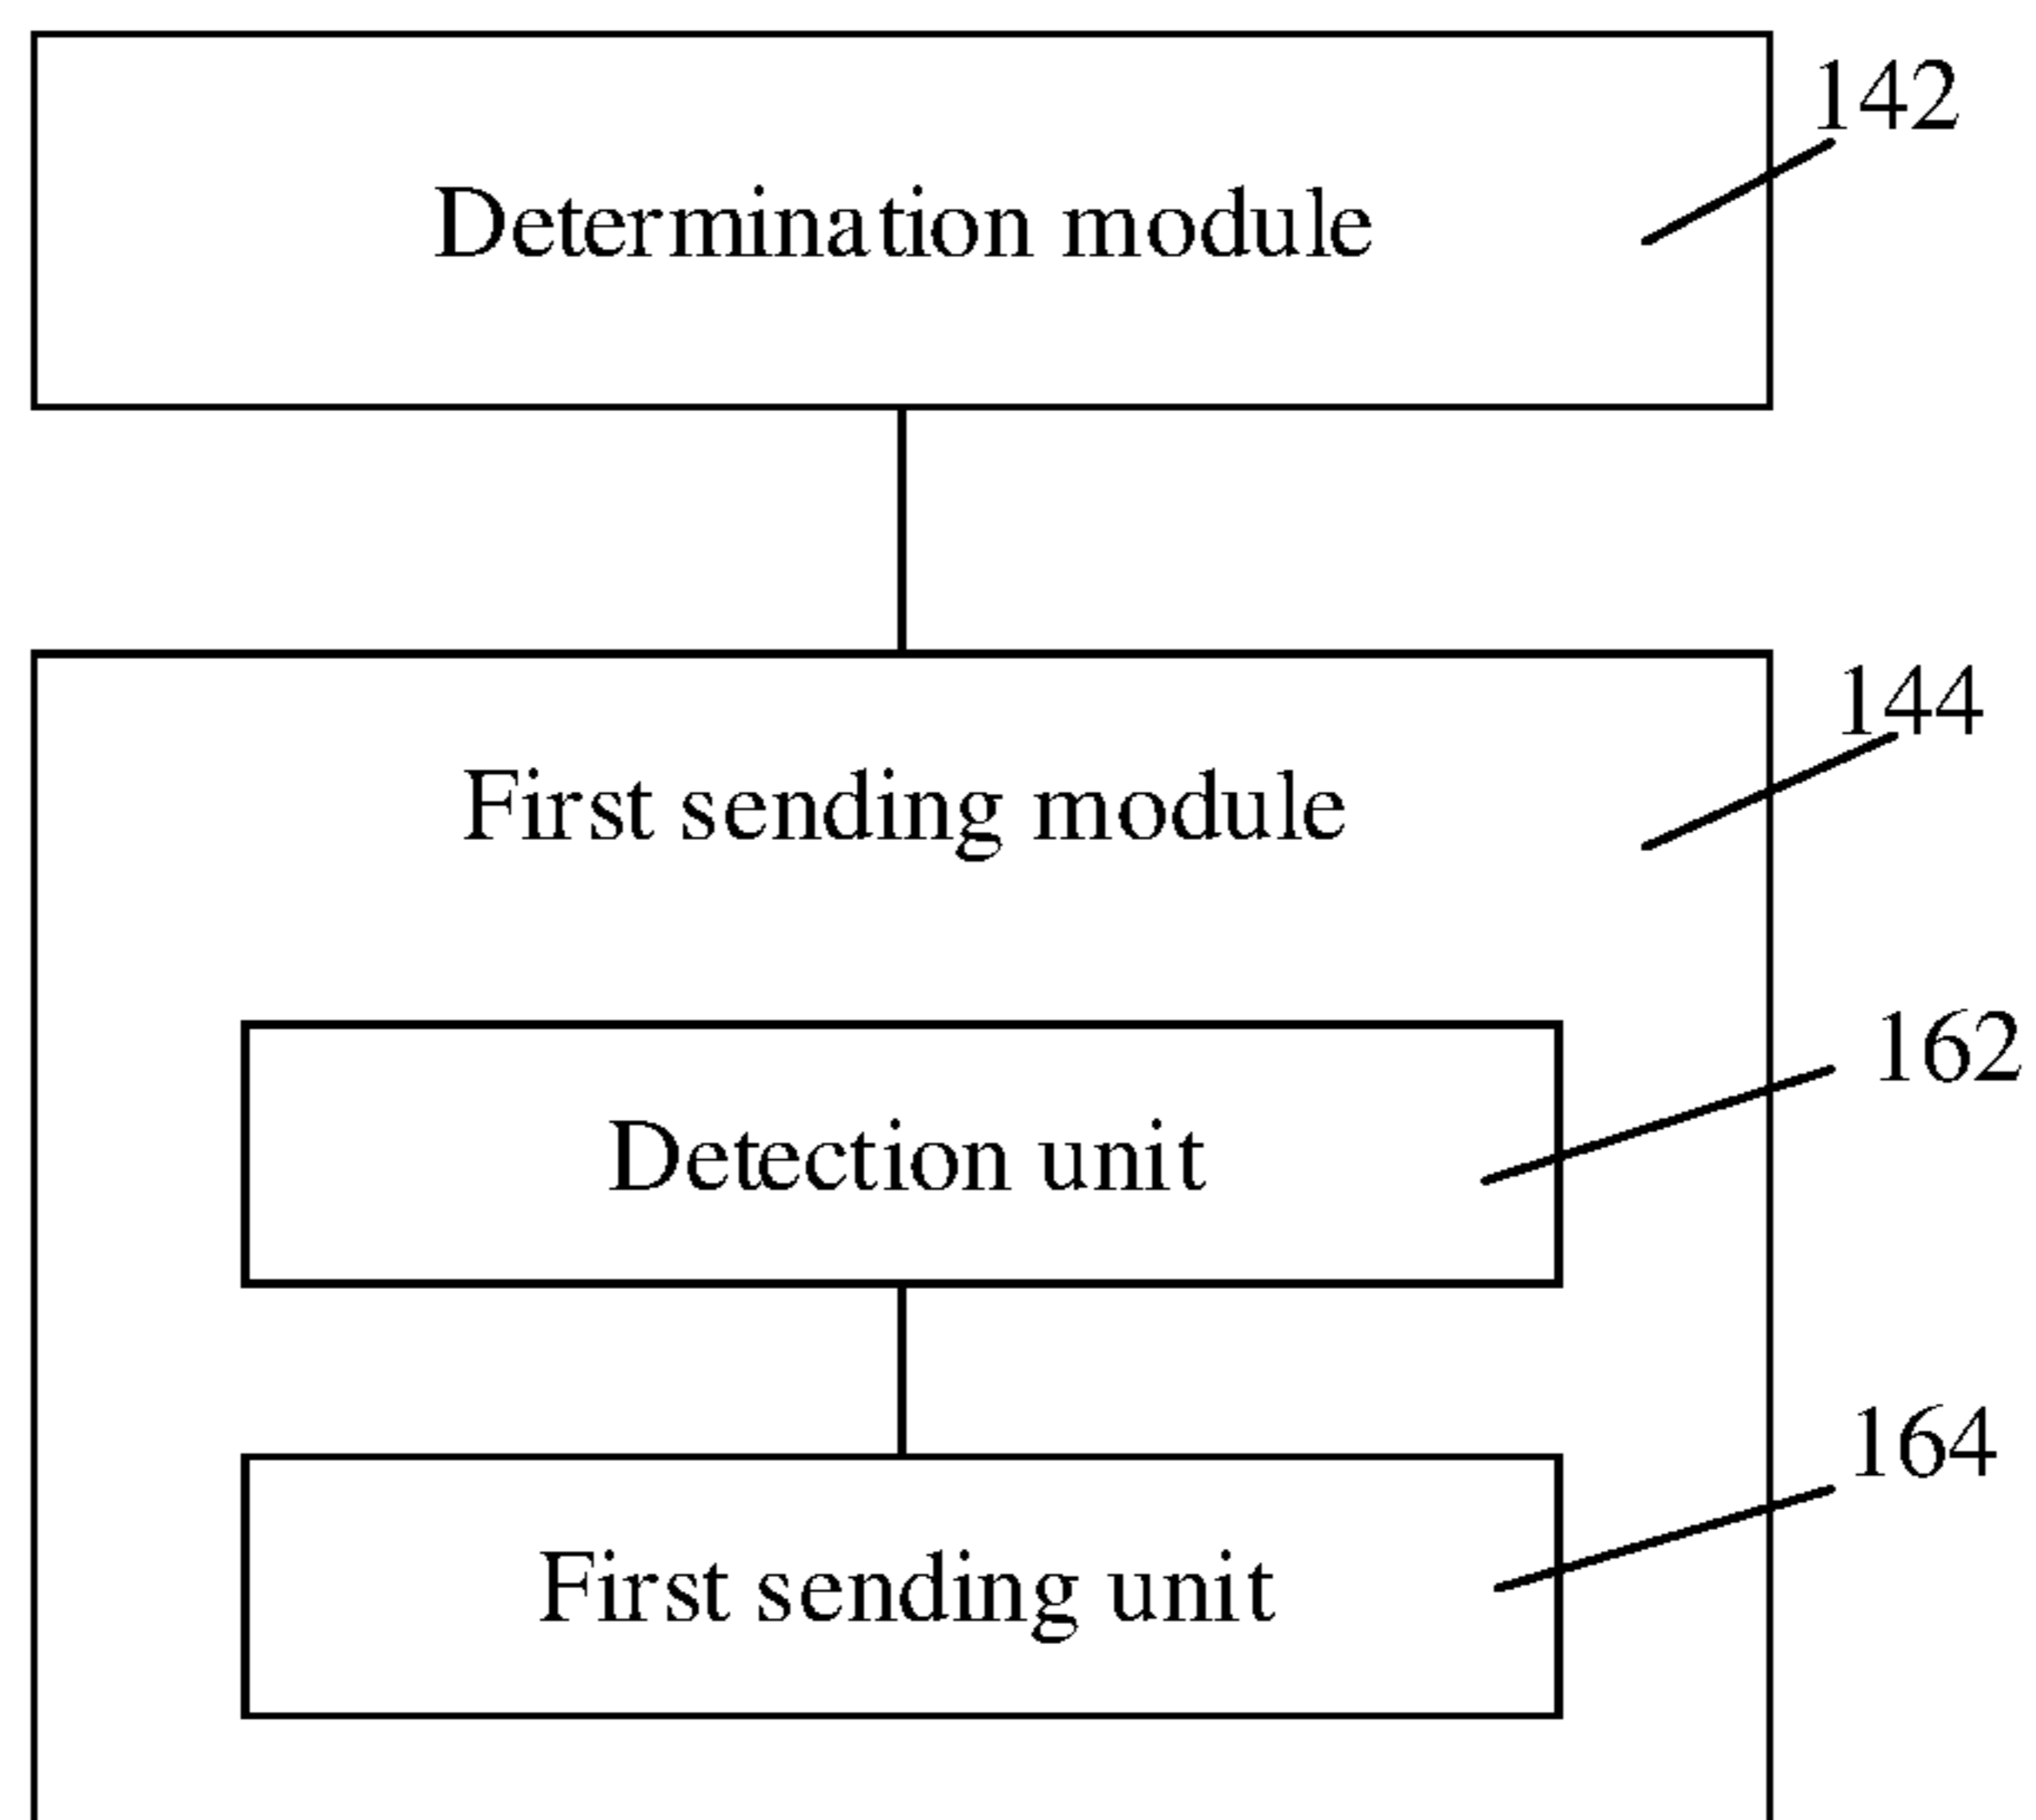 142
Determination module
144
First sending module
162
Detection unit
164
First sending unit